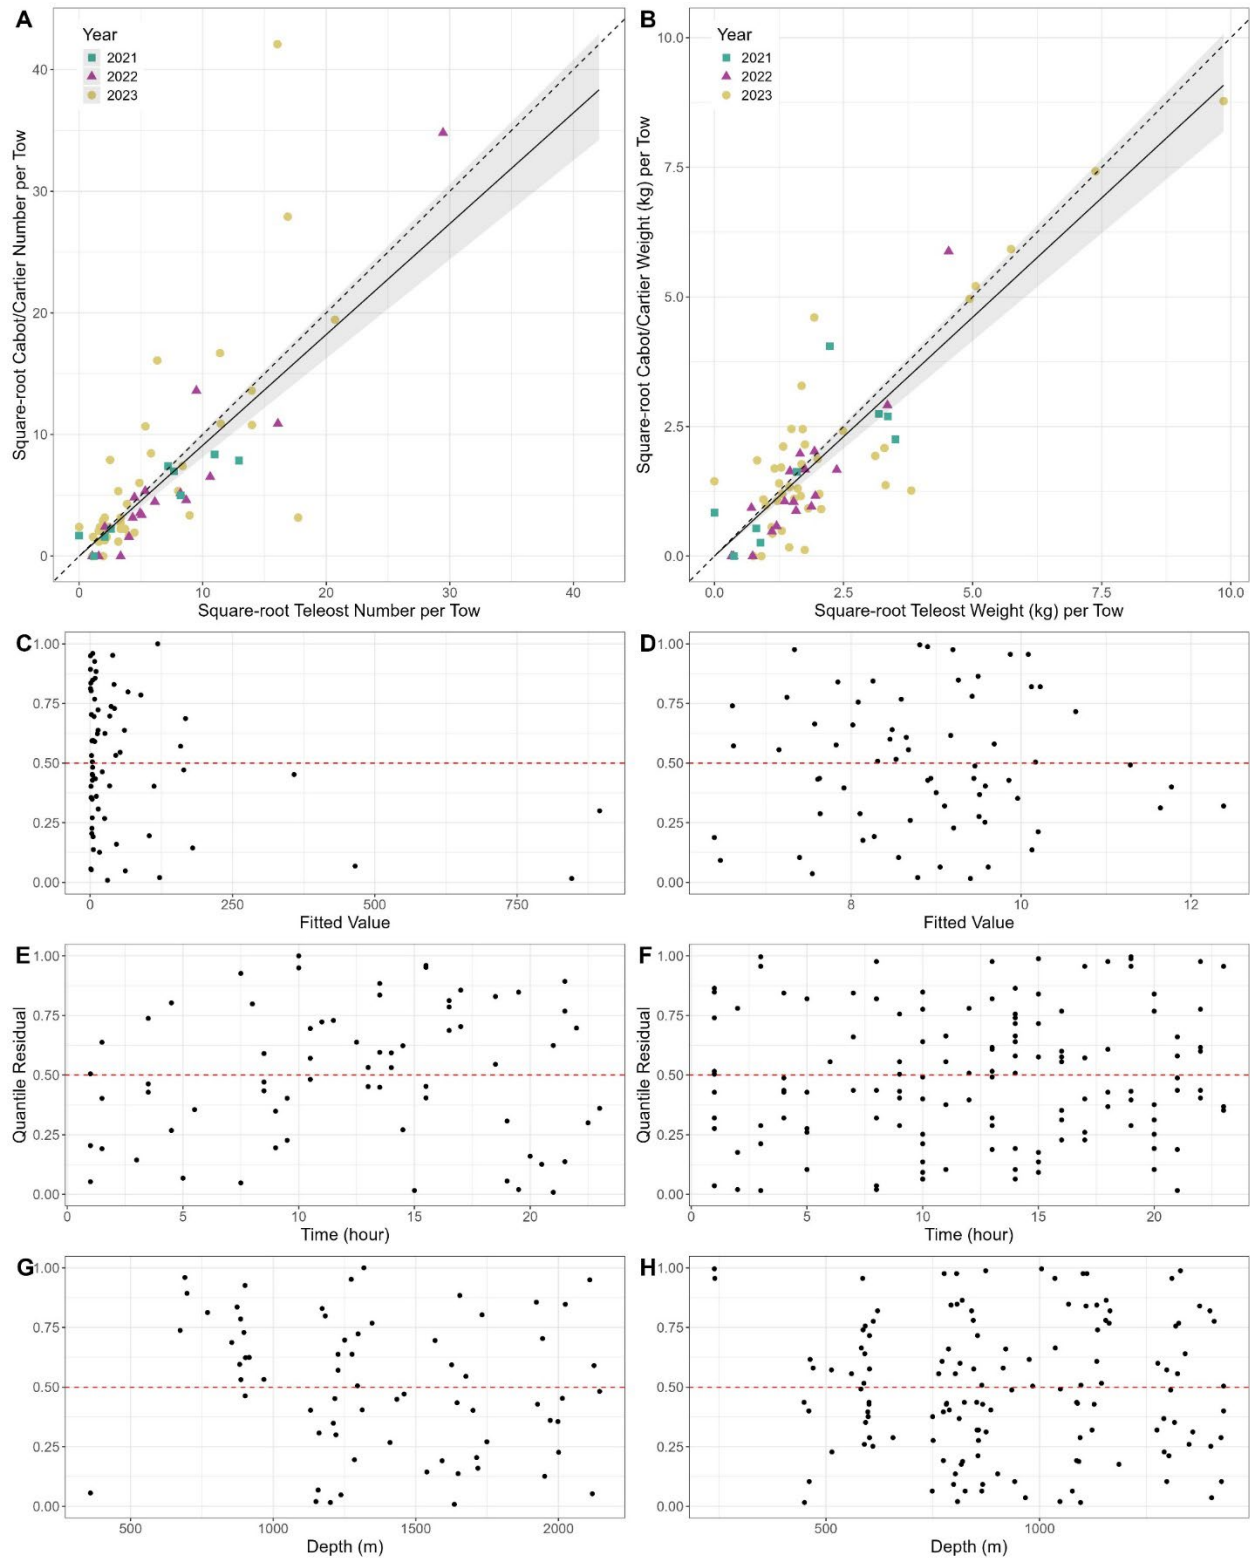 A
Year
2021
2022
2023
40
30
20
10
0
Square-root Cabot/Cartier Number per Tow
0 10 20 30 40
Square-root Teleost Number per Tow
B
Year
2021
2022
2023
10.0
7.5
5.0
2.5
0.0
Square-root Cabot/Cartier Weight (kg) per Tow
0.0 2.5 5.0 7.5 10.0
Square-root Teleost Weight (kg) per Tow
C
1.00
0.75
0.50
0.25
0.00
0 250 500 750
Fitted Value
D
1.00
0.75
0.50
0.25
0.00
8 10 12
Fitted Value
E
1.00
0.75
0.50
0.25
0.00
Quantile Residual
0 5 10 15 20
Time (hour)
F
1.00
0.75
0.50
0.25
0.00
Quantile Residual
0 5 10 15 20
Time (hour)
G
1.00
0.75
0.50
0.25
0.00
500 1000 1500 2000
Depth (m)
H
1.00
0.75
0.50
0.25
0.00
500 1000
Depth (m)